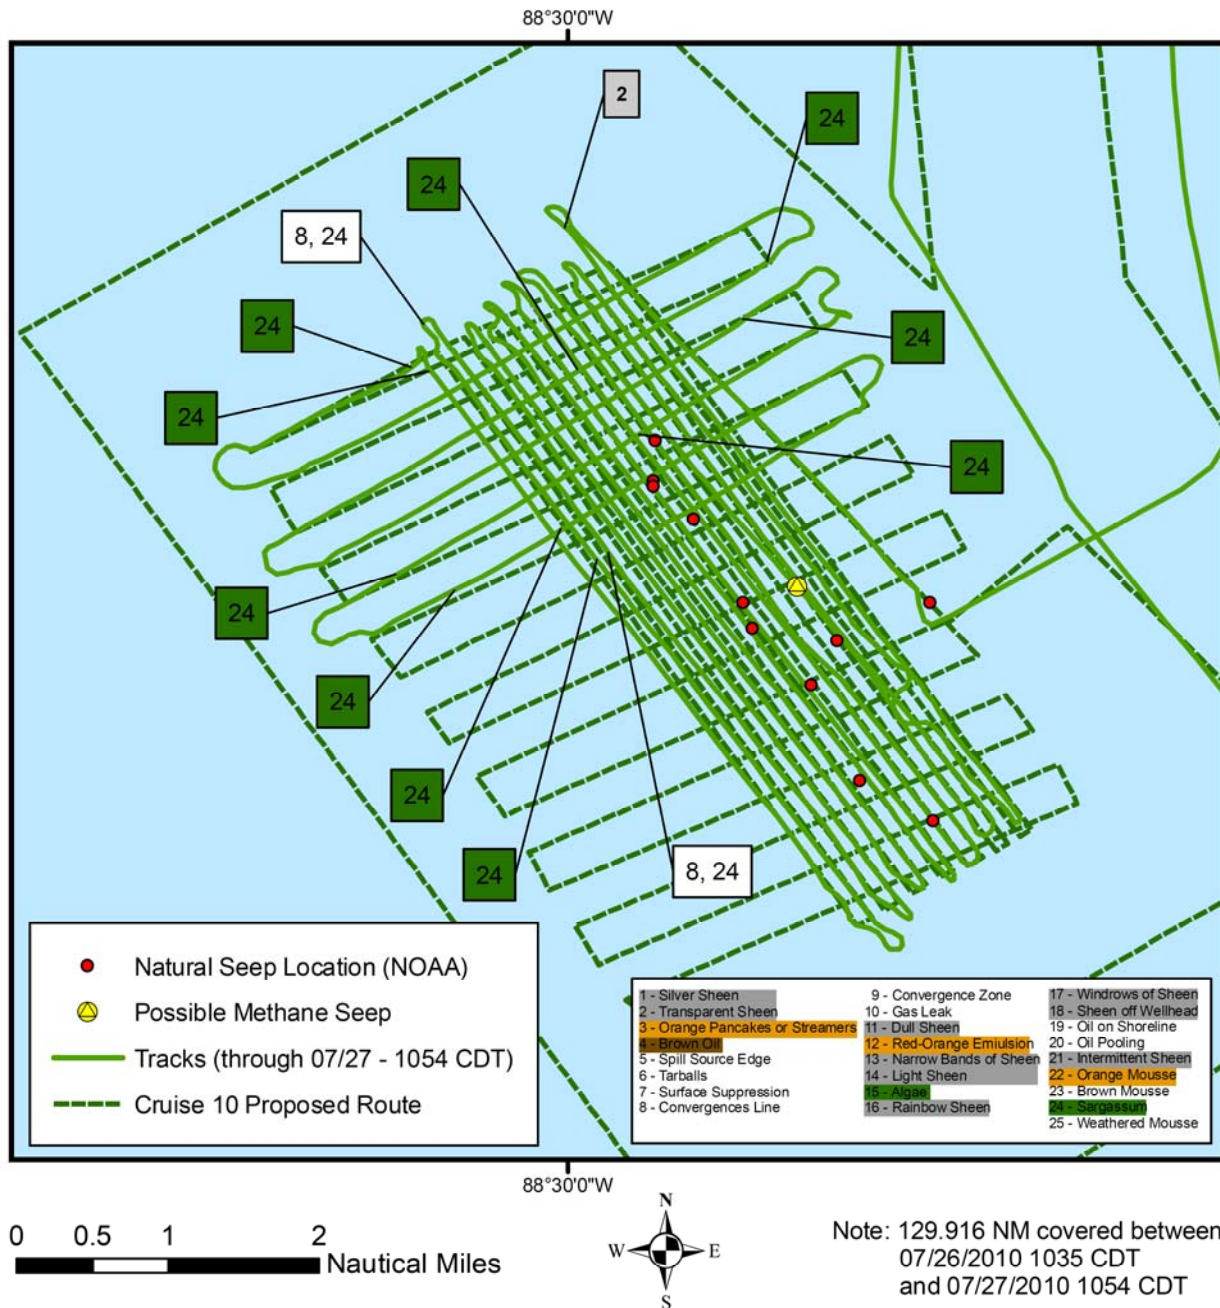 88°30'0"W
2
24
24
8, 24
24
24
24
24
24
24
24
24
8, 24
Natural Seep Location (NOAA)
Possible Methane Seep
Tracks (through 07/27 - 1054 CDT)
Cruise 10 Proposed Route
1 - Silver Sheen
2 - Transparent Sheen
3 - Orange Pancakes or Streamers
4 - Brown Oil
5 - Spill Source Edge
6 - Tarballs
7 - Surface Suppression
8 - Convergences Line
9 - Convergence Zone
10 - Gas Leak
11 - Dull Sheen
12 - Red-Orange Emiulsion
13 - Narrow Bands of Sheen
14 - Light Sheen
15 - Algae
16 - Rainbow Sheen
17 - Windrows of Sheen
18 - Sheen off Wellhead
19 - Oil on Shoreline
20 - Oil Pooling
21 - Intermittent Sheen
22 - Orange Mousse
23 - Brown Mousse
24 - Sargassum
25 - Weathered Mousse
88°30'0"W
0 0.5 1 2
Nautical Miles
N
W E
S
Note: 129.916 NM covered between
07/26/2010 1035 CDT
and 07/27/2010 1054 CDT